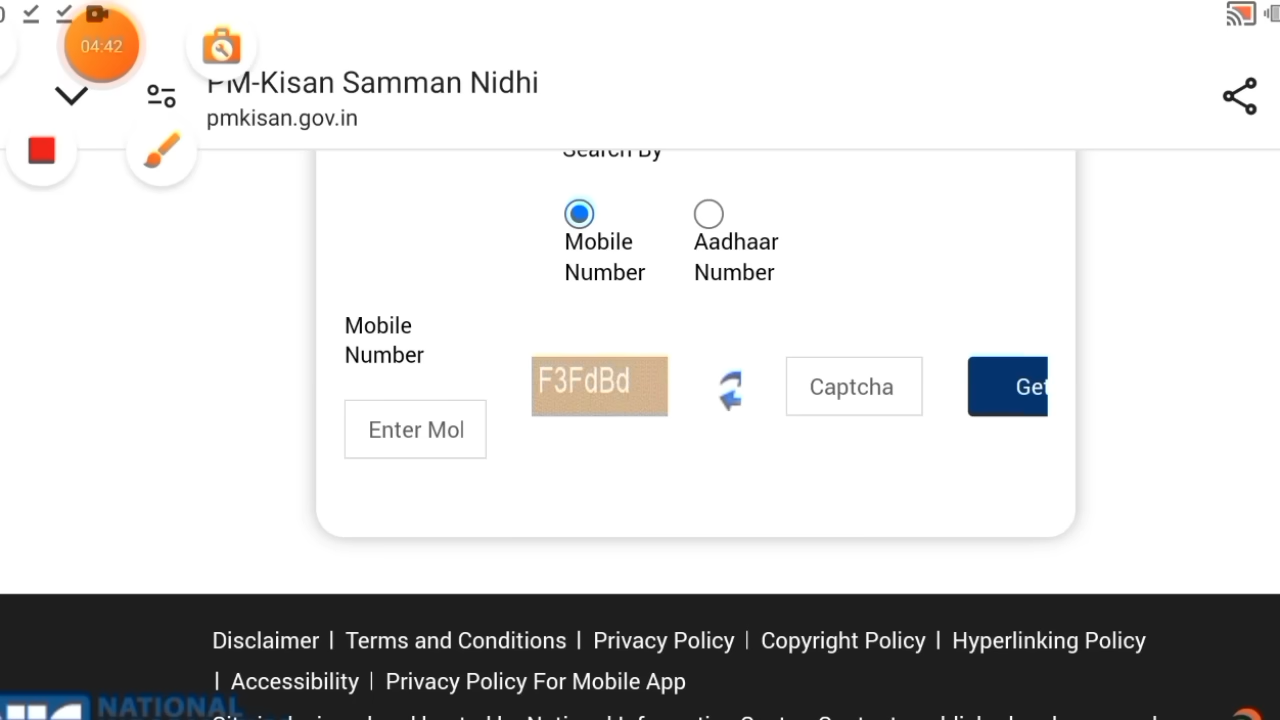 04:42
PM-Kisan Samman Nidhi
pmkisan.gov.in
Search By
Mobile Number
Aadhaar Number
Mobile
Number
F3FdBd
Captcha
Get
Enter Mol
Disclaimer | Terms and Conditions | Privacy Policy | Copyright Policy | Hyperlinking Policy
| Accessibility | Privacy Policy For Mobile App
NATIONAL